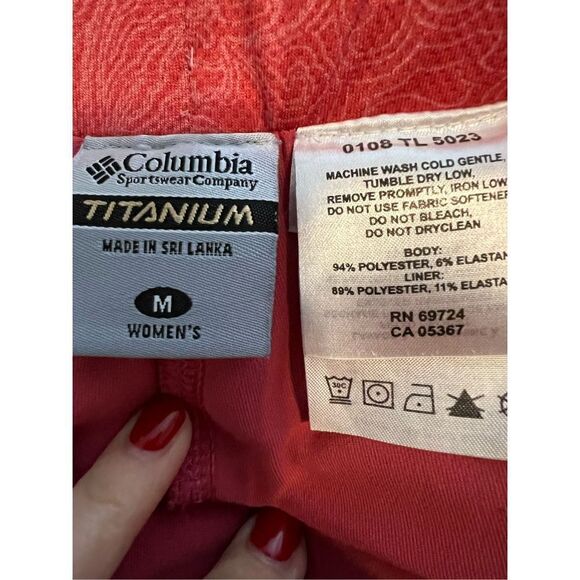 Columbia
Sportswear Company
TITANIUM
MADE IN SRI LANKA
M
WOMEN'S
0108 TL 5023
MACHINE WASH COLD GENTLE,
TUMBLE DRY LOW,
REMOVE PROMPTLY, IRON LOW
DO NOT USE FABRIC SOFTENER
DO NOT BLEACH,
DO NOT DRYCLEAN
BODY:
94% POLYESTER, 6% ELASTAN
LINER:
89% POLYESTER, 11% ELASTA
RN 69724
CA 05367
30C